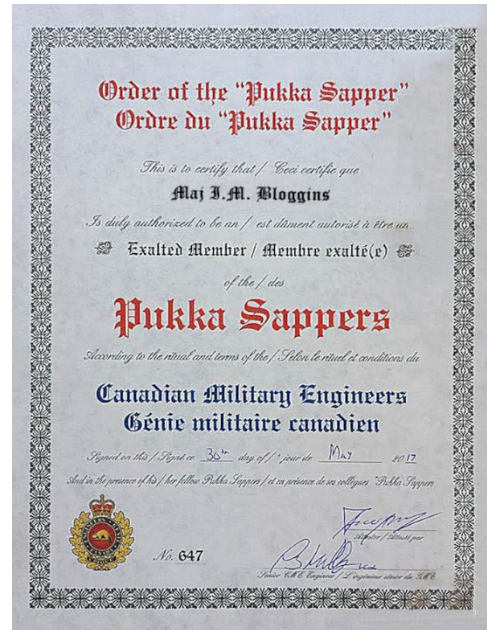 Order of the “Pukka Sapper”
Ordre du “Pukka Sapper”
This is to certify that / Ceci certifie que
Maj I.M. Bloggins
Is duly authorized to be an / est dûment autorisé à être un
Exalted Member / Membre exalté(e)
of the / des
Pukka Sappers
According to the ritual and terms of the / Selon le rituel et conditions du
Canadian Military Engineers
Génie militaire canadien
Signed on this / Signé ce 30th day of / jour de May 2017
And in the presence of his / her fellow Pukka Sappers / et en présence de ses collègues "Pukka Sappers
Attestor / Attesté par
No. 647
Senior C.M.E. Engineer / L'ingénieur sénior du G.M.C.